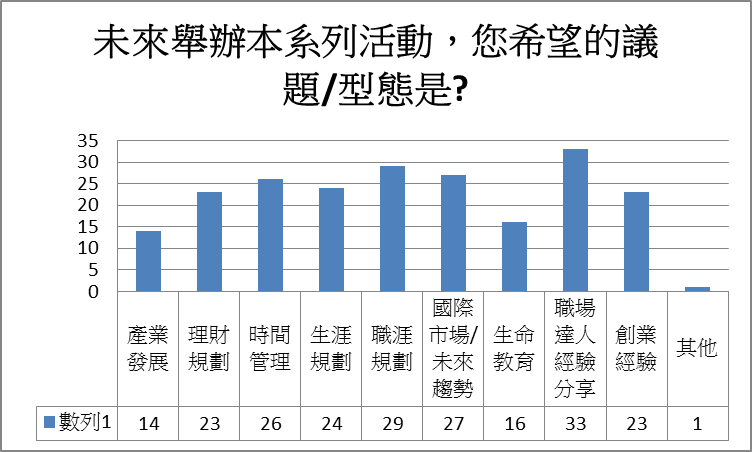 未來舉辦本系列活動，您希望的議
題/型態是?
35
30
25
20
15
10
5
0
產業
發展
理財
規劃
時間
管理
生涯
規劃
職涯
規劃
國際
市場/
未來
趨勢
生命
教育
職場
達人
經驗
分享
創業
經驗
其他
數列1 14 23 26 24 29 27 16 33 23 1